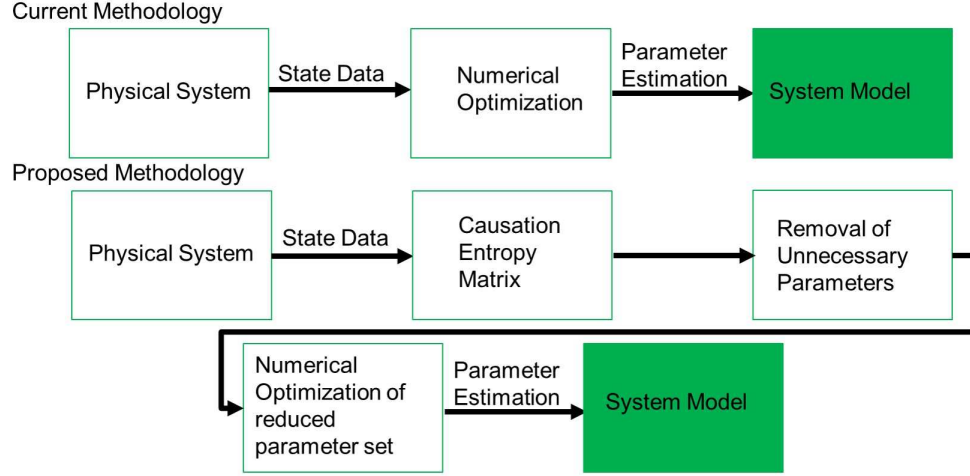 Current Methodology
Physical System
State Data
Numerical
Optimization
Parameter
Estimation
System Model
Proposed Methodology
Physical System
State Data
Causation
Entropy
Matrix
Removal of
Unnecessary
Parameters
Numerical
Optimization of
reduced
parameter set
Parameter
Estimation
System Model